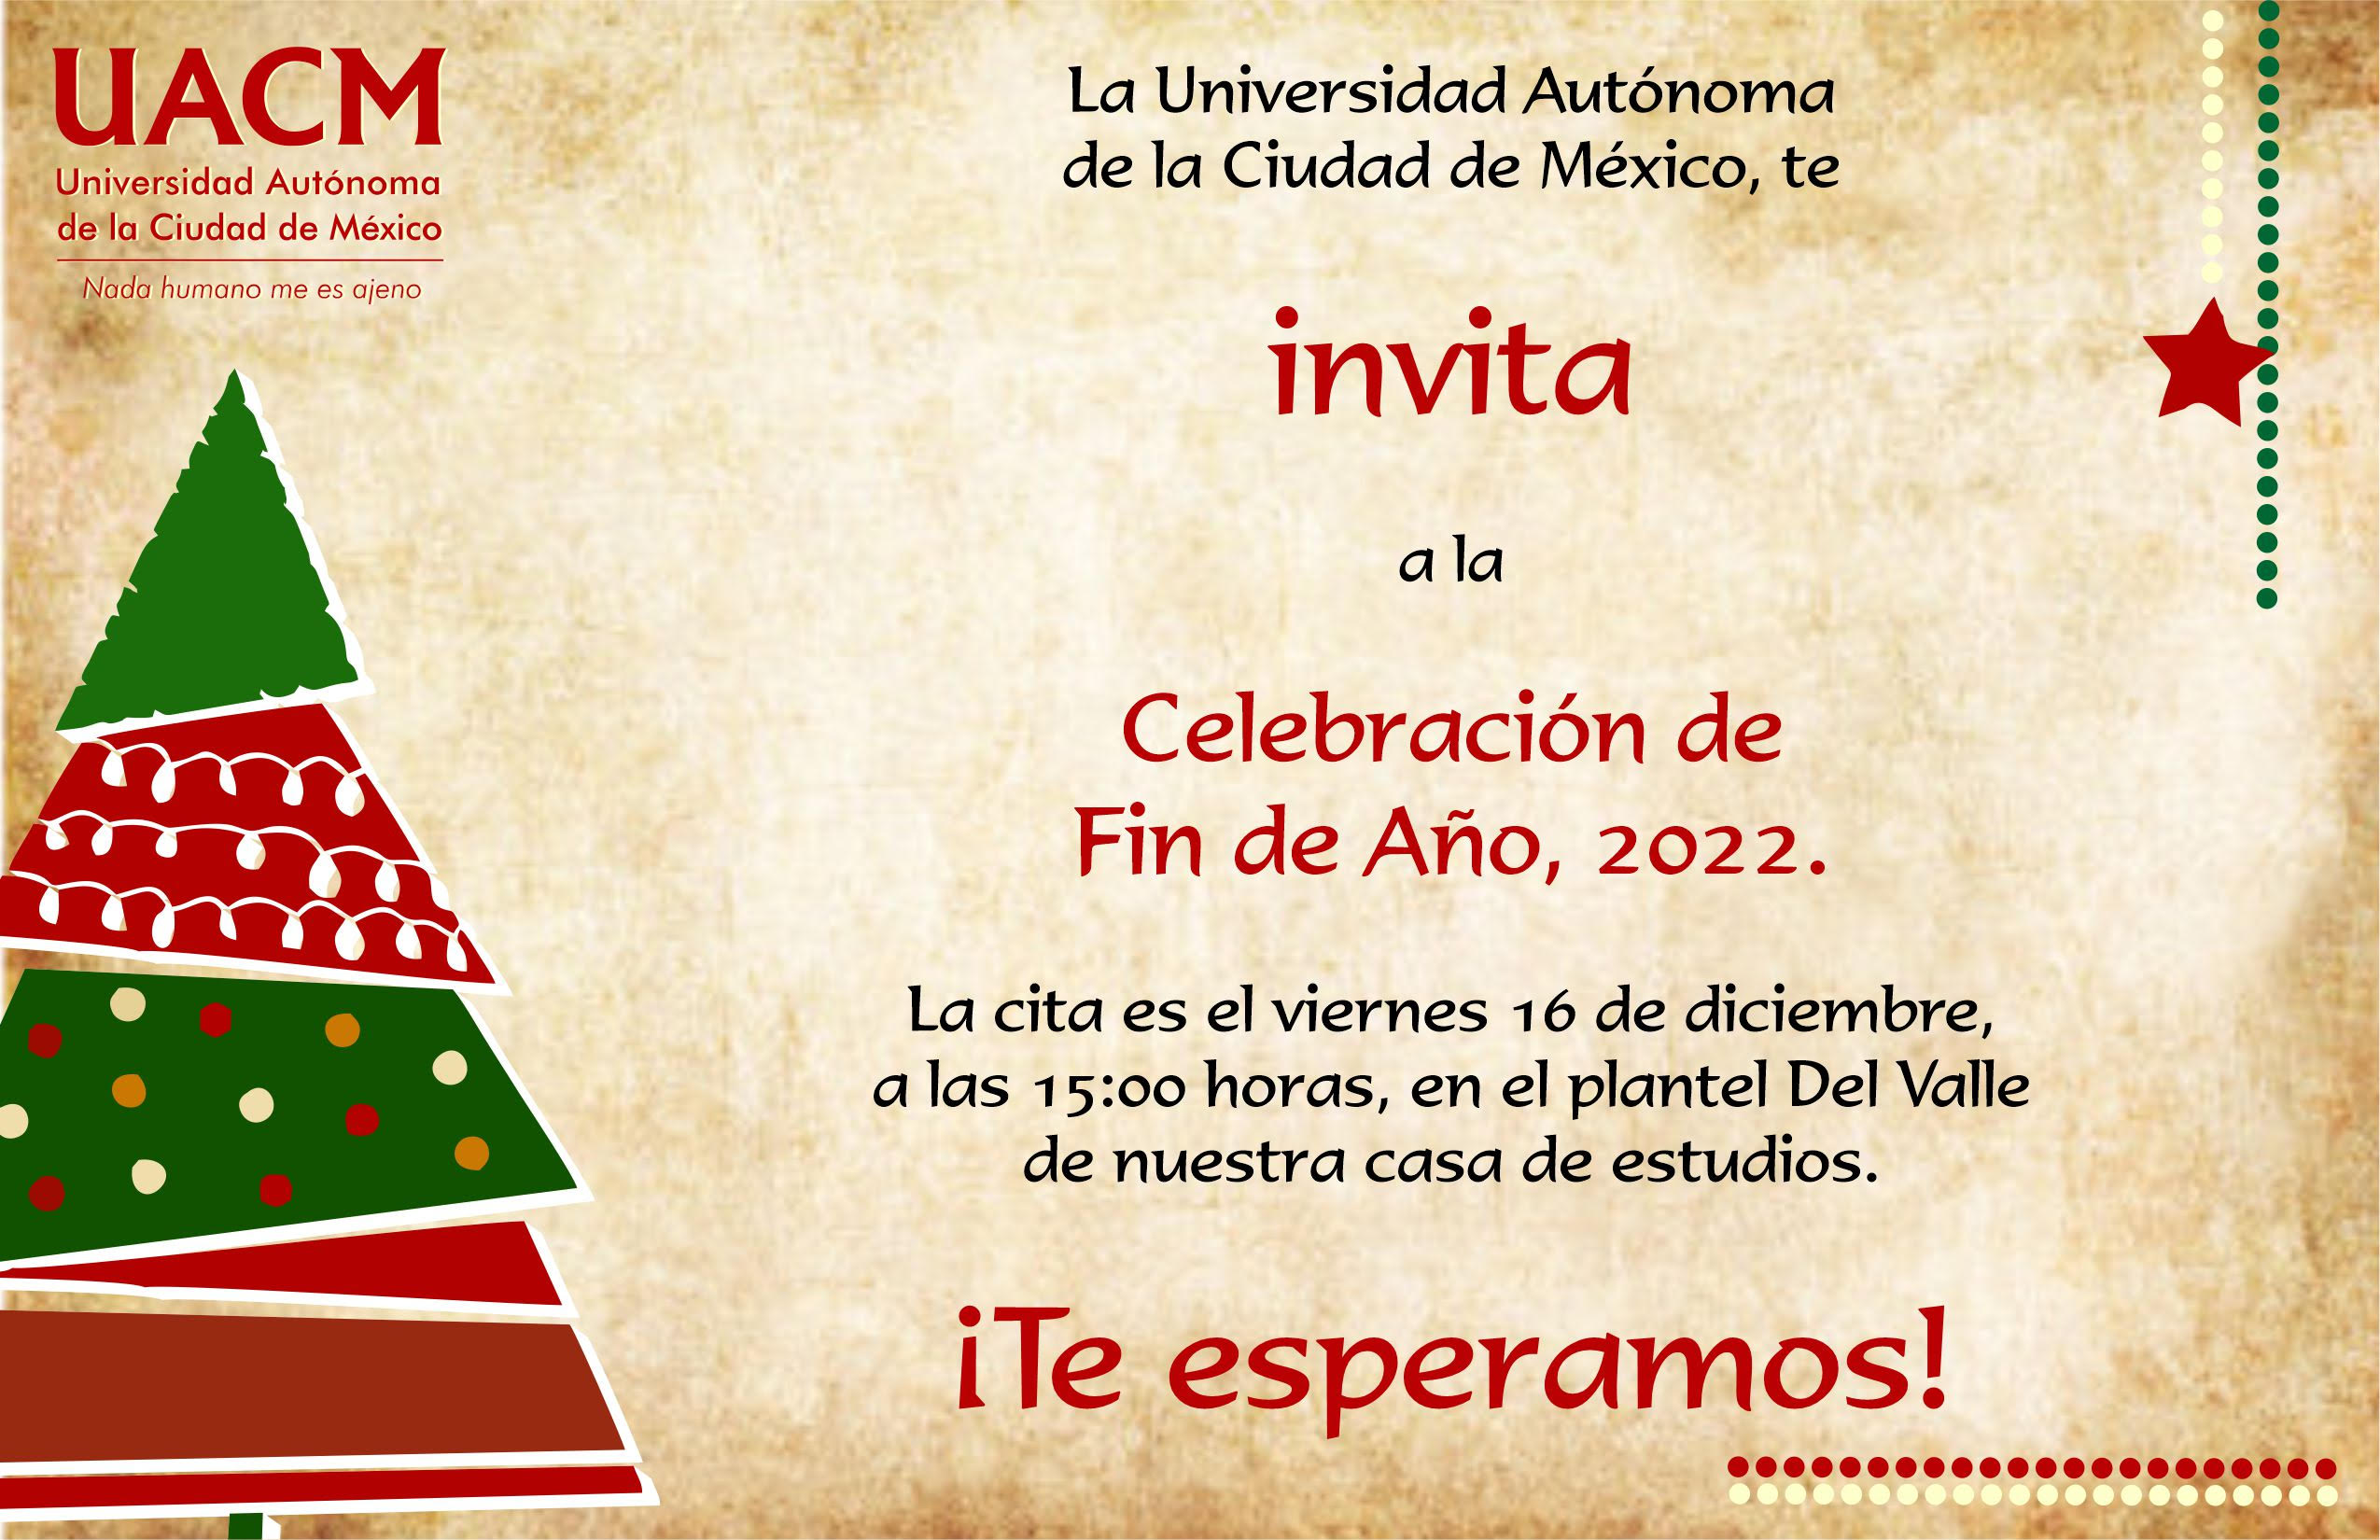 UACM
Universidad Autónoma
de la Ciudad de México
Nada humano me es ajeno
La Universidad Autónoma
de la Ciudad de México, te
invita
a la
Celebración de
Fin de Año, 2022.
La cita es el viernes 16 de diciembre,
a las 15:00 horas, en el plantel Del Valle
de nuestra casa de estudios.
¡Te esperamos!